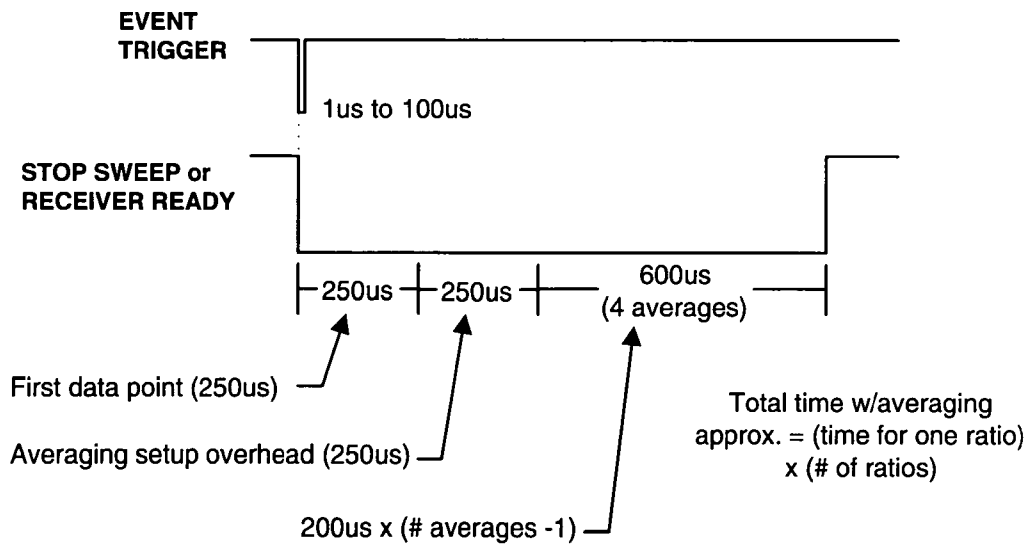 EVENT
TRIGGER
1us to 100us
STOP SWEEP or
RECEIVER READY
250us
250us
600us
(4 averages)
First data point (250us)
Averaging setup overhead (250us)
200us x (# averages -1)
Total time w/averaging
approx. = (time for one ratio)
x (# of ratios)